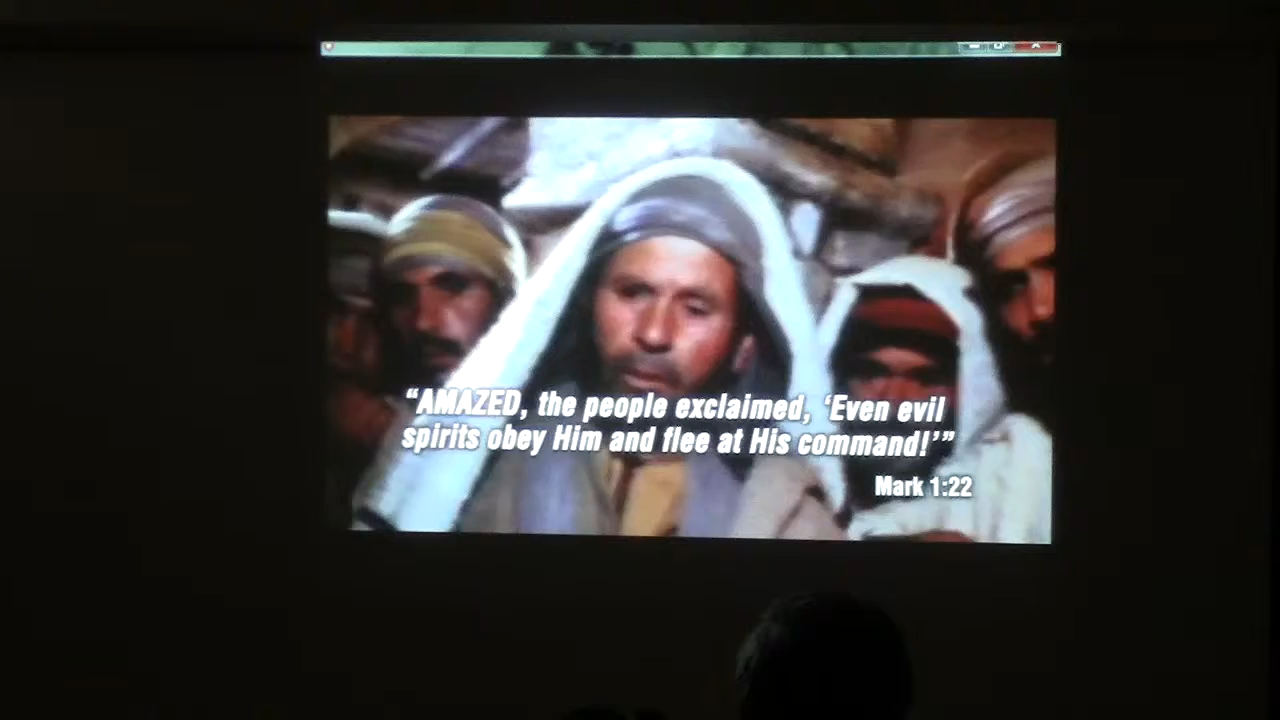 “AMAZED, the people exclaimed, ‘Even evil
spirits obey Him and flee at His command!’”
Mark 1:22